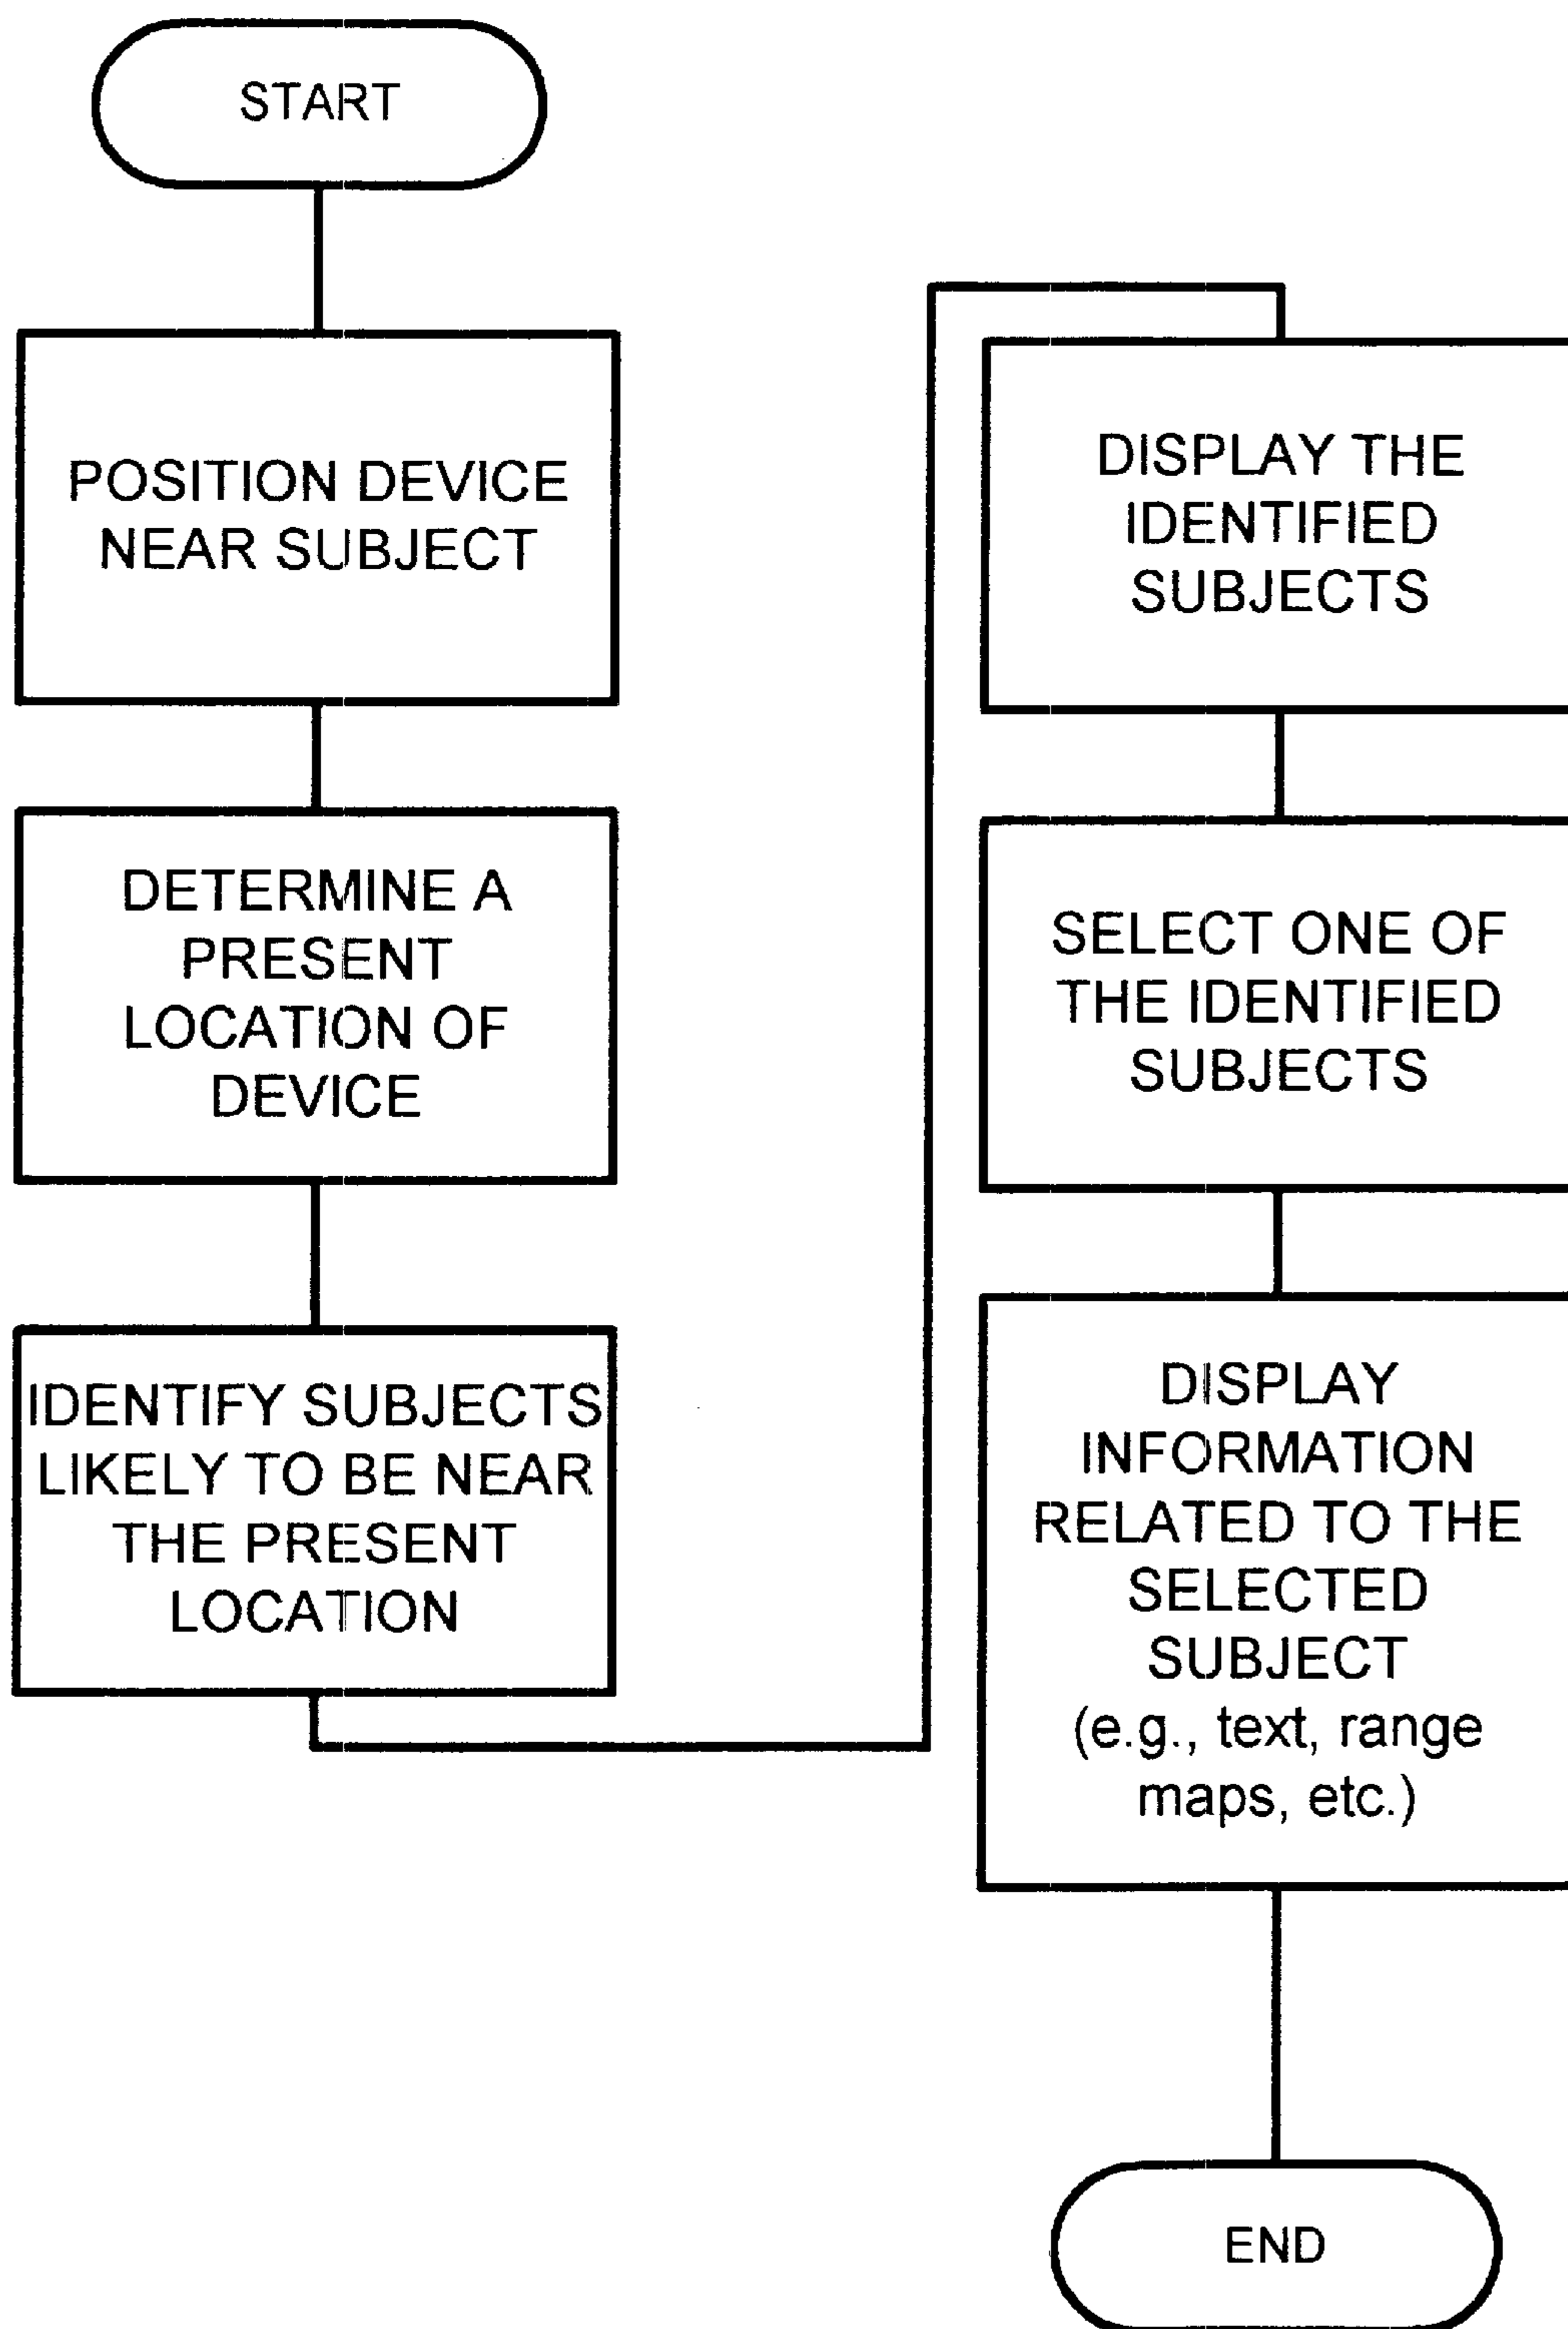 START
POSITION DEVICE
NEAR SUBJECT
DETERMINE A
PRESENT
LOCATION OF
DEVICE
IDENTIFY SUBJECTS
LIKELY TO BE NEAR
THE PRESENT
LOCATION
DISPLAY THE
IDENTIFIED
SUBJECTS
SELECT ONE OF
THE IDENTIFIED
SUBJECTS
DISPLAY
INFORMATION
RELATED TO THE
SELECTED
SUBJECT
(e.g., text, range
maps, etc.)
END